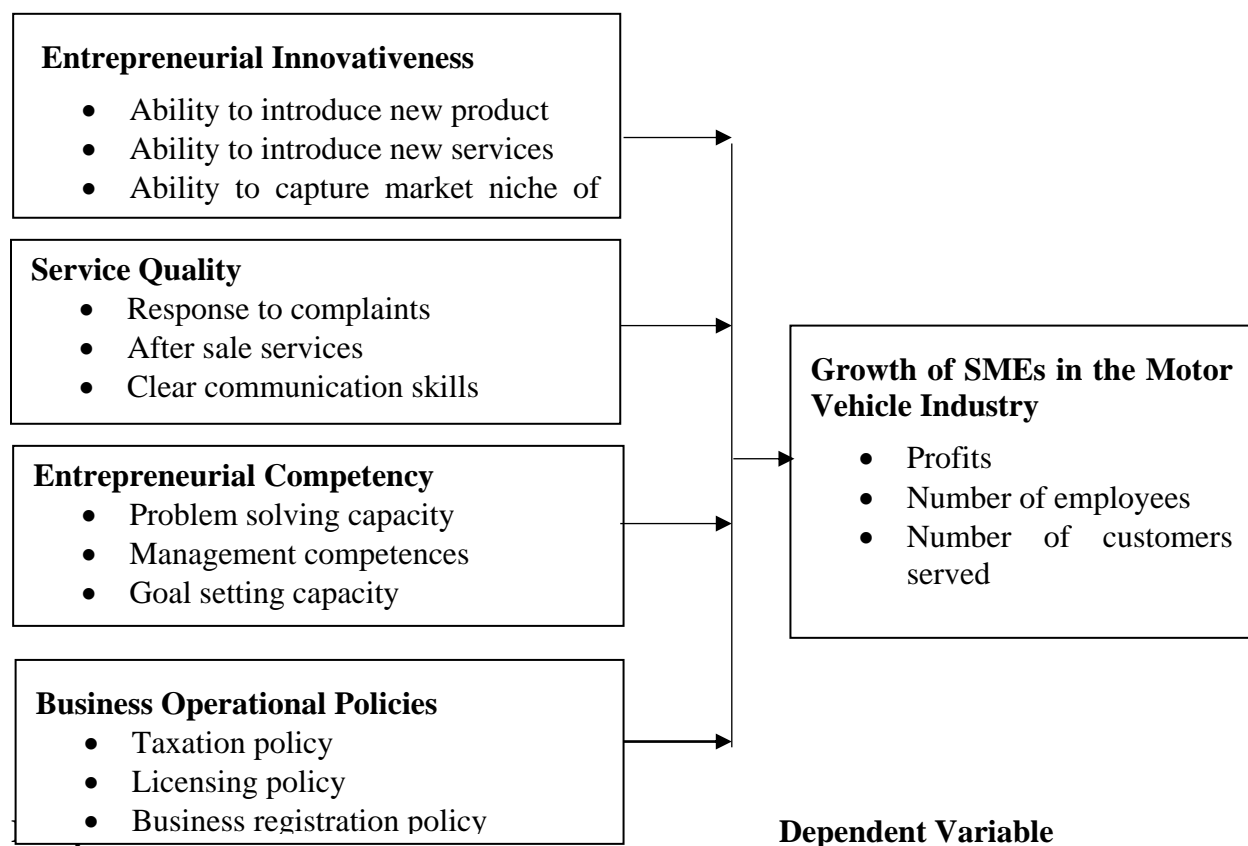 Entrepreneurial Innovativeness
• Ability to introduce new product
• Ability to introduce new services
• Ability to capture market niche of
Service Quality
• Response to complaints
• After sale services
• Clear communication skills
Entrepreneurial Competency
• Problem solving capacity
• Management competences
• Goal setting capacity
Business Operational Policies
• Taxation policy
• Licensing policy
• Business registration policy
Growth of SMEs in the Motor
Vehicle Industry
• Profits
• Number of employees
• Number of customers
served
Dependent Variable